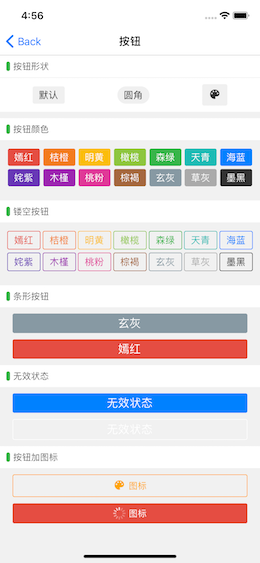 4:56
Back 按钮
按钮形状
默认 圆角
按钮颜色
嫣红 桔橙 明黄 橄榄 森绿 天青 海蓝
姹紫 木槿 桃粉 棕褐 玄灰 草灰 墨黑
镂空按钮
嫣红 桔橙 明黄 橄榄 森绿 天青 海蓝
姹紫 木槿 桃粉 棕褐 玄灰 草灰 墨黑
条形按钮
玄灰
嫣红
无效状态
无效状态
无效状态
按钮加图标
图标
图标